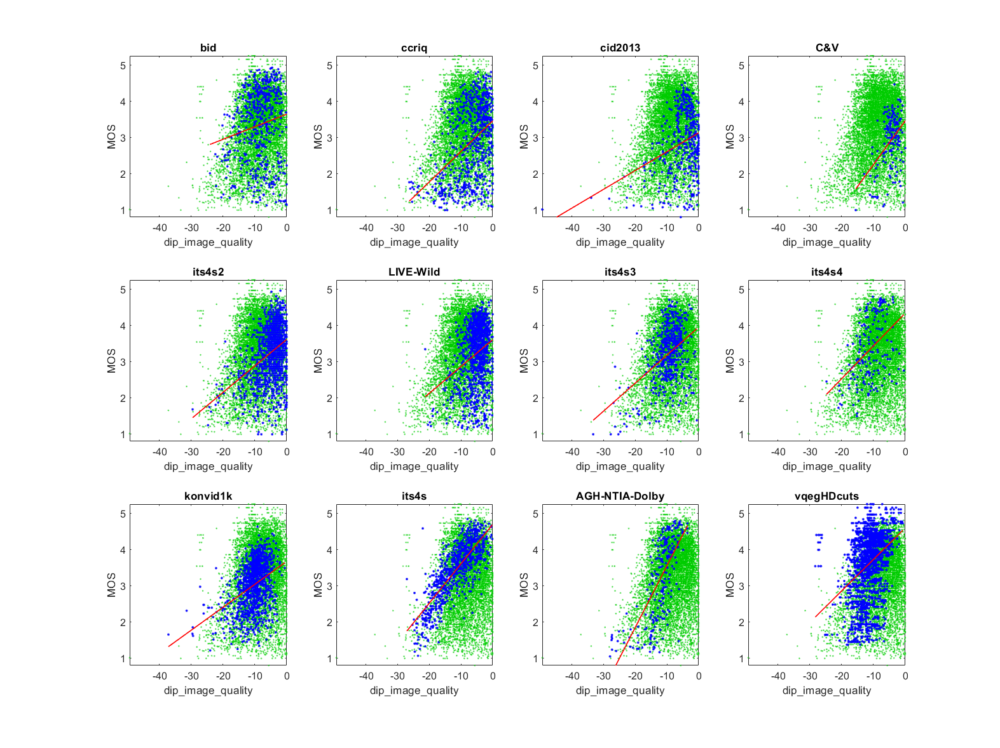 bid ccriq cid2013 C&V
5 5 5 5
4 4 4 4
3 3 3 3
2 2 2 2
1 1 1 1
MOS MOS MOS MOS
-40 -30 -20 -10 0 -40 -30 -20 -10 0 -40 -30 -20 -10 0 -40 -30 -20 -10 0
dip_image_quality dip_image_quality dip_image_quality dip_image_quality
its4s2 LIVE-Wild its4s3 its4s4
5 5 5 5
4 4 4 4
3 3 3 3
2 2 2 2
1 1 1 1
MOS MOS MOS MOS
-40 -30 -20 -10 0 -40 -30 -20 -10 0 -40 -30 -20 -10 0 -40 -30 -20 -10 0
dip_image_quality dip_image_quality dip_image_quality dip_image_quality
konvid1k its4s AGH-NTIA-Dolby vqegHDcuts
5 5 5 5
4 4 4 4
3 3 3 3
2 2 2 2
1 1 1 1
MOS MOS MOS MOS
-40 -30 -20 -10 0 -40 -30 -20 -10 0 -40 -30 -20 -10 0 -40 -30 -20 -10 0
dip_image_quality dip_image_quality dip_image_quality dip_image_quality